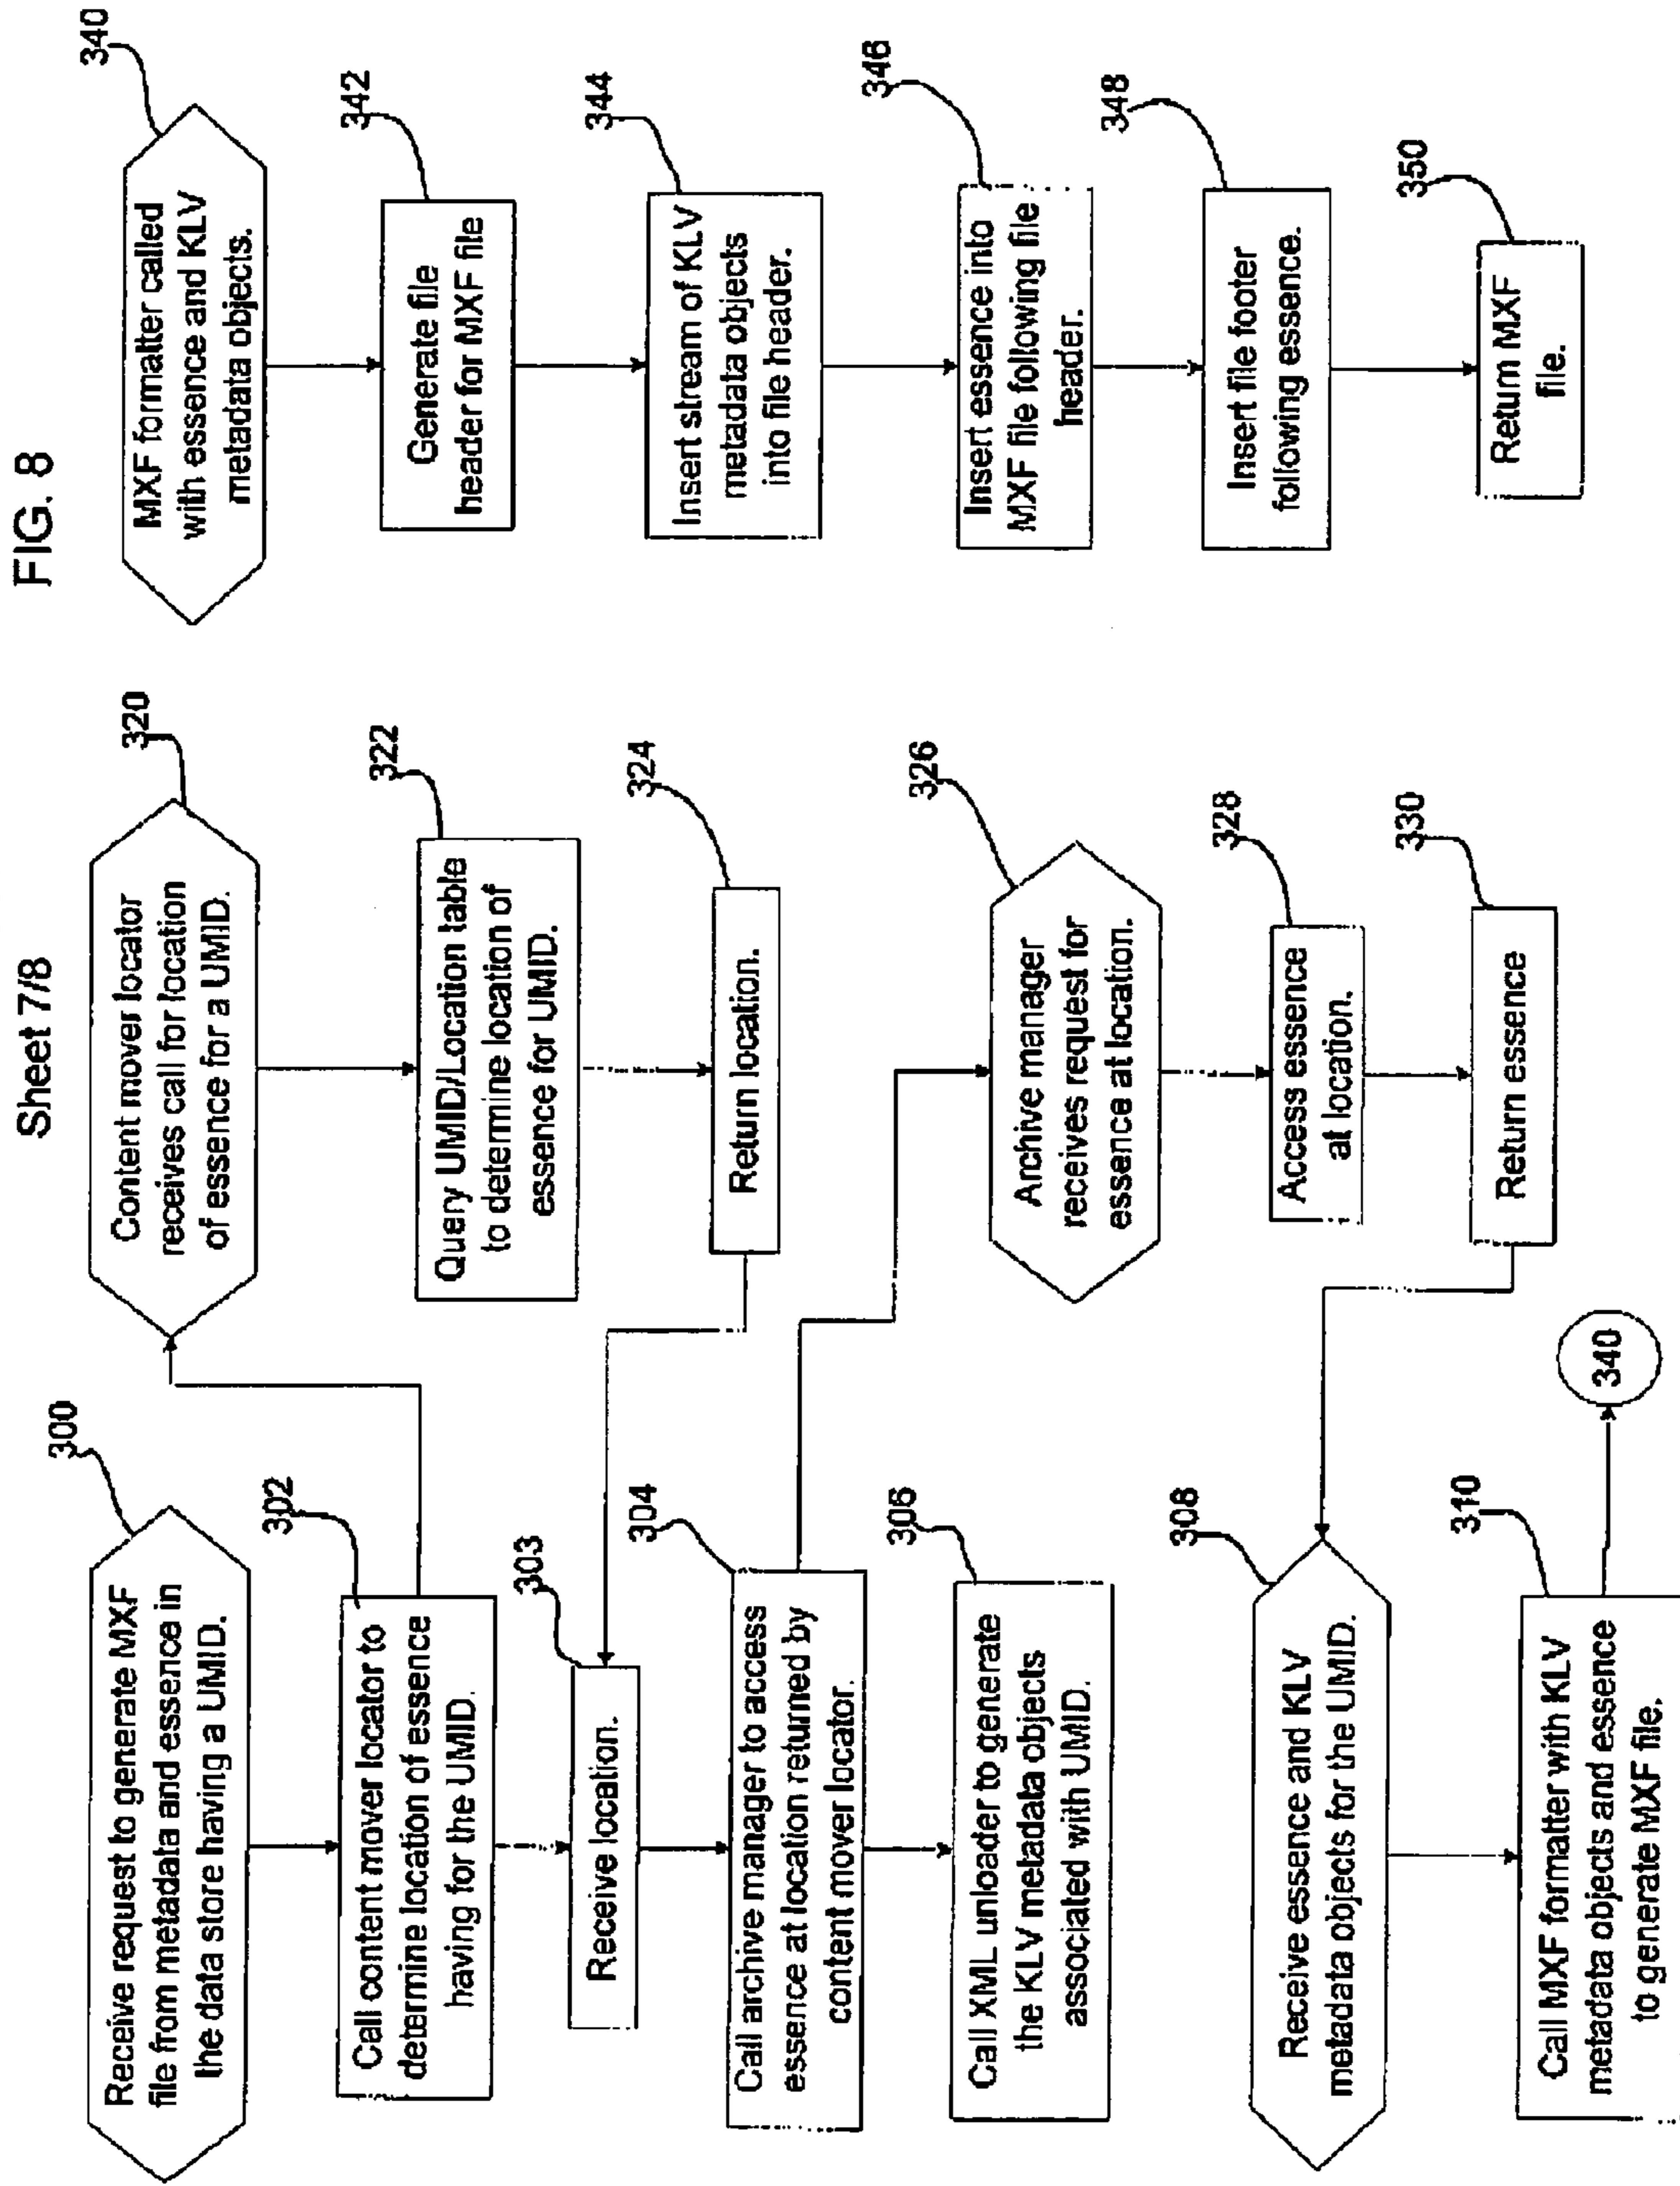 Sheet 7/8
FIG. 8
300
Receive request to generate MXF
file from metadata and essence in
the data store having a UMID.
302
Call content mover locator to
determine location of essence
having for the UMID.
303
Receive location.
304
Call archive manager to access
essence at location returned by
content mover locator.
306
Call XML unloader to generate
the KLV metadata objects
associated with UMID.
308
Receive essence and KLV
metadata objects for the UMID.
310
Call MXF formatter with KLV
metadata objects and essence
to generate MXF file.
340
320
Content mover locator
receives call for location
of essence for a UMID.
322
Query UMID/Location table
to determine location of
essence for UMID.
324
Return location.
326
Archive manager
receives request for
essence at location.
328
Access essence
at location.
330
Return essence
340
MXF formatter called
with essence and KLV
metadata objects.
342
Generate file
header for MXF file
344
Insert stream of KLV
metadata objects
into file header.
346
Insert essence into
MXF file following file
header.
348
Insert file footer
following essence.
350
Return MXF
file.